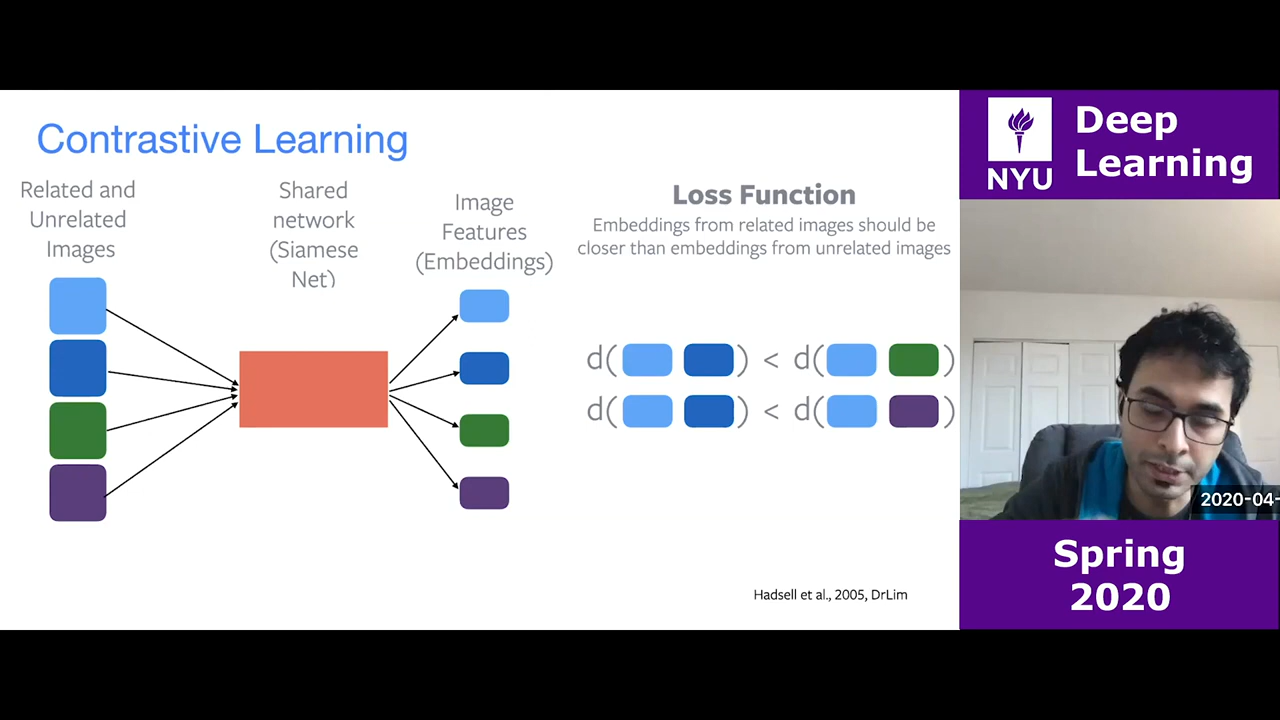 Contrastive Learning
Related and
Unrelated
Images
Shared
network
(Siamese
Net)
Image
Features
(Embeddings)
Loss Function
Embeddings from related images should be
closer than embeddings from unrelated images
d( ) < d( )
d( ) < d( )
Hadsell et al., 2005, DrLim
NYU
Deep
Learning
2020-04-
Spring
2020